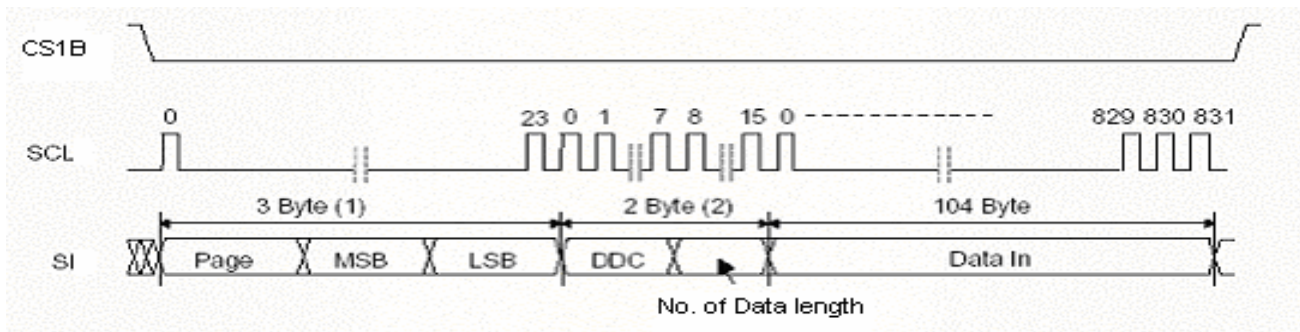 CS1B
0 23 0 1 7 8 15 0 829 830 831
SCL
3 Byte (1) 2 Byte (2) 104 Byte
SI Page MSB LSB DDC Data In
No. of Data length